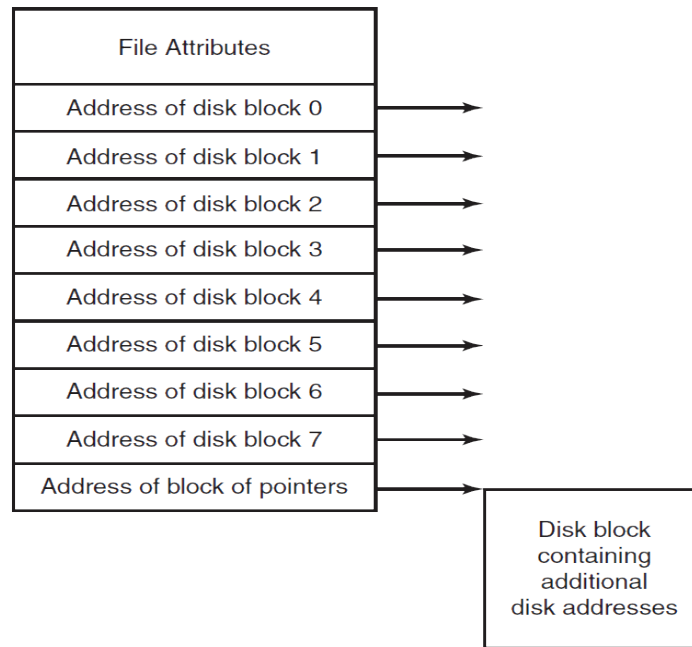 File Attributes
Address of disk block 0
Address of disk block 1
Address of disk block 2
Address of disk block 3
Address of disk block 4
Address of disk block 5
Address of disk block 6
Address of disk block 7
Address of block of pointers
Disk block
containing
additional
disk addresses